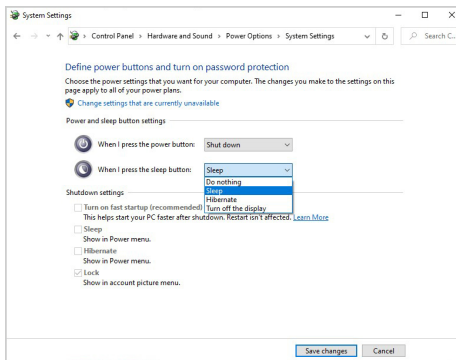 System Settings
Control Panel > Hardware and Sound > Power Options > System Settings
Search C...
Define power buttons and turn on password protection
Choose the power settings that you want for your computer. The changes you make to the settings on this
page apply to all of your power plans.
Change settings that are currently unavailable
Power and sleep button settings
When I press the power button: Shut down
When I press the sleep button: Sleep
Do nothing
Sleep
Hibernate
Turn off the display
Shutdown settings
Turn on fast startup (recommended)
This helps start your PC faster after shutdown. Restart isn't affected. Learn More
Sleep
Show in Power menu.
Hibernate
Show in Power menu.
Lock
Show in account picture menu.
Save changes Cancel